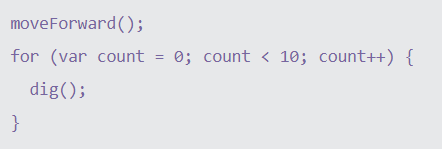 moveForward();
for (var count = 0; count < 10; count++) {
  dig();
}